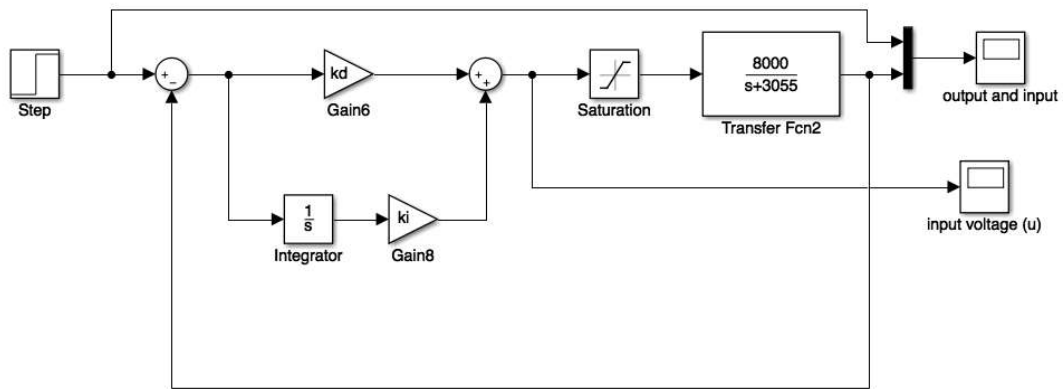 Step
+
−
kd
Gain6
1
s
Integrator
ki
Gain8
+
+
Saturation
8000
s+3055
Transfer Fcn2
output and input
input voltage (u)